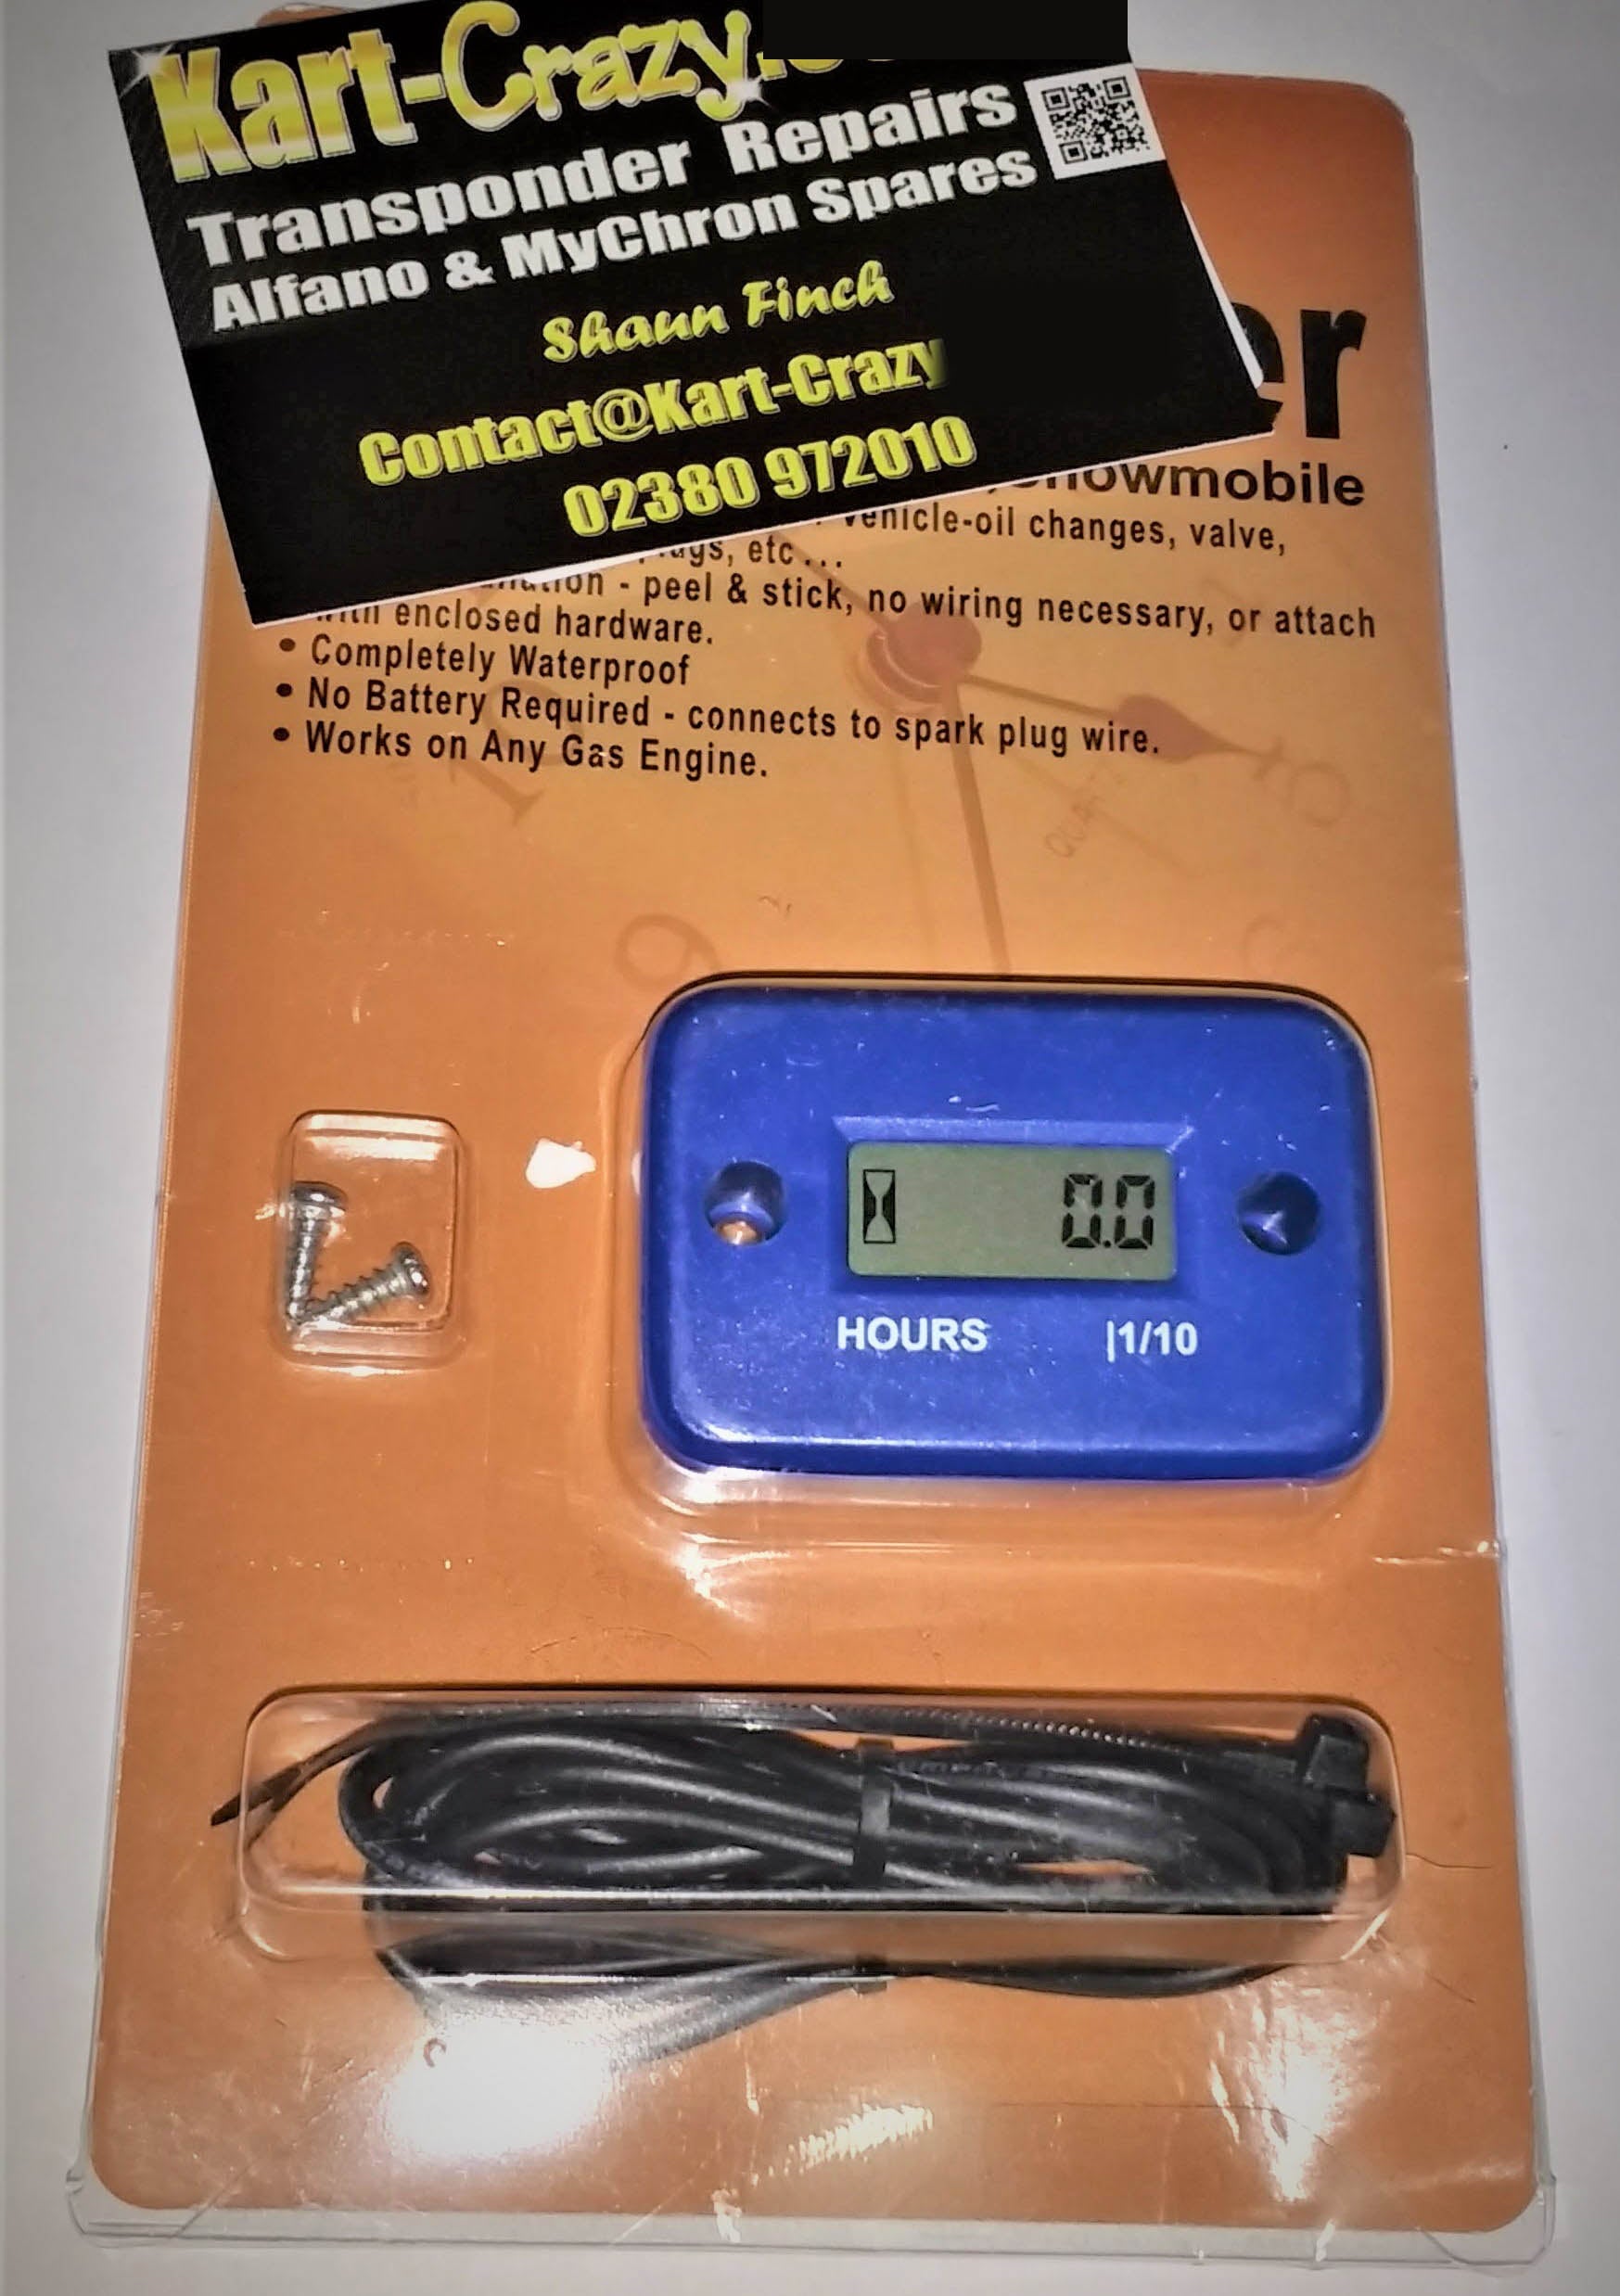 Kart-Crazy
Transponder Repairs
Alfano & MyChron Spares
Shaun Finch
Contact@Kart-Crazy
02380 972010
vehicle-oil changes, valve,
etc...
- peel & stick, no wiring necessary, or attach
with enclosed hardware.
• Completely Waterproof
• No Battery Required - connects to spark plug wire.
• Works on Any Gas Engine.
0.0
HOURS |1/10